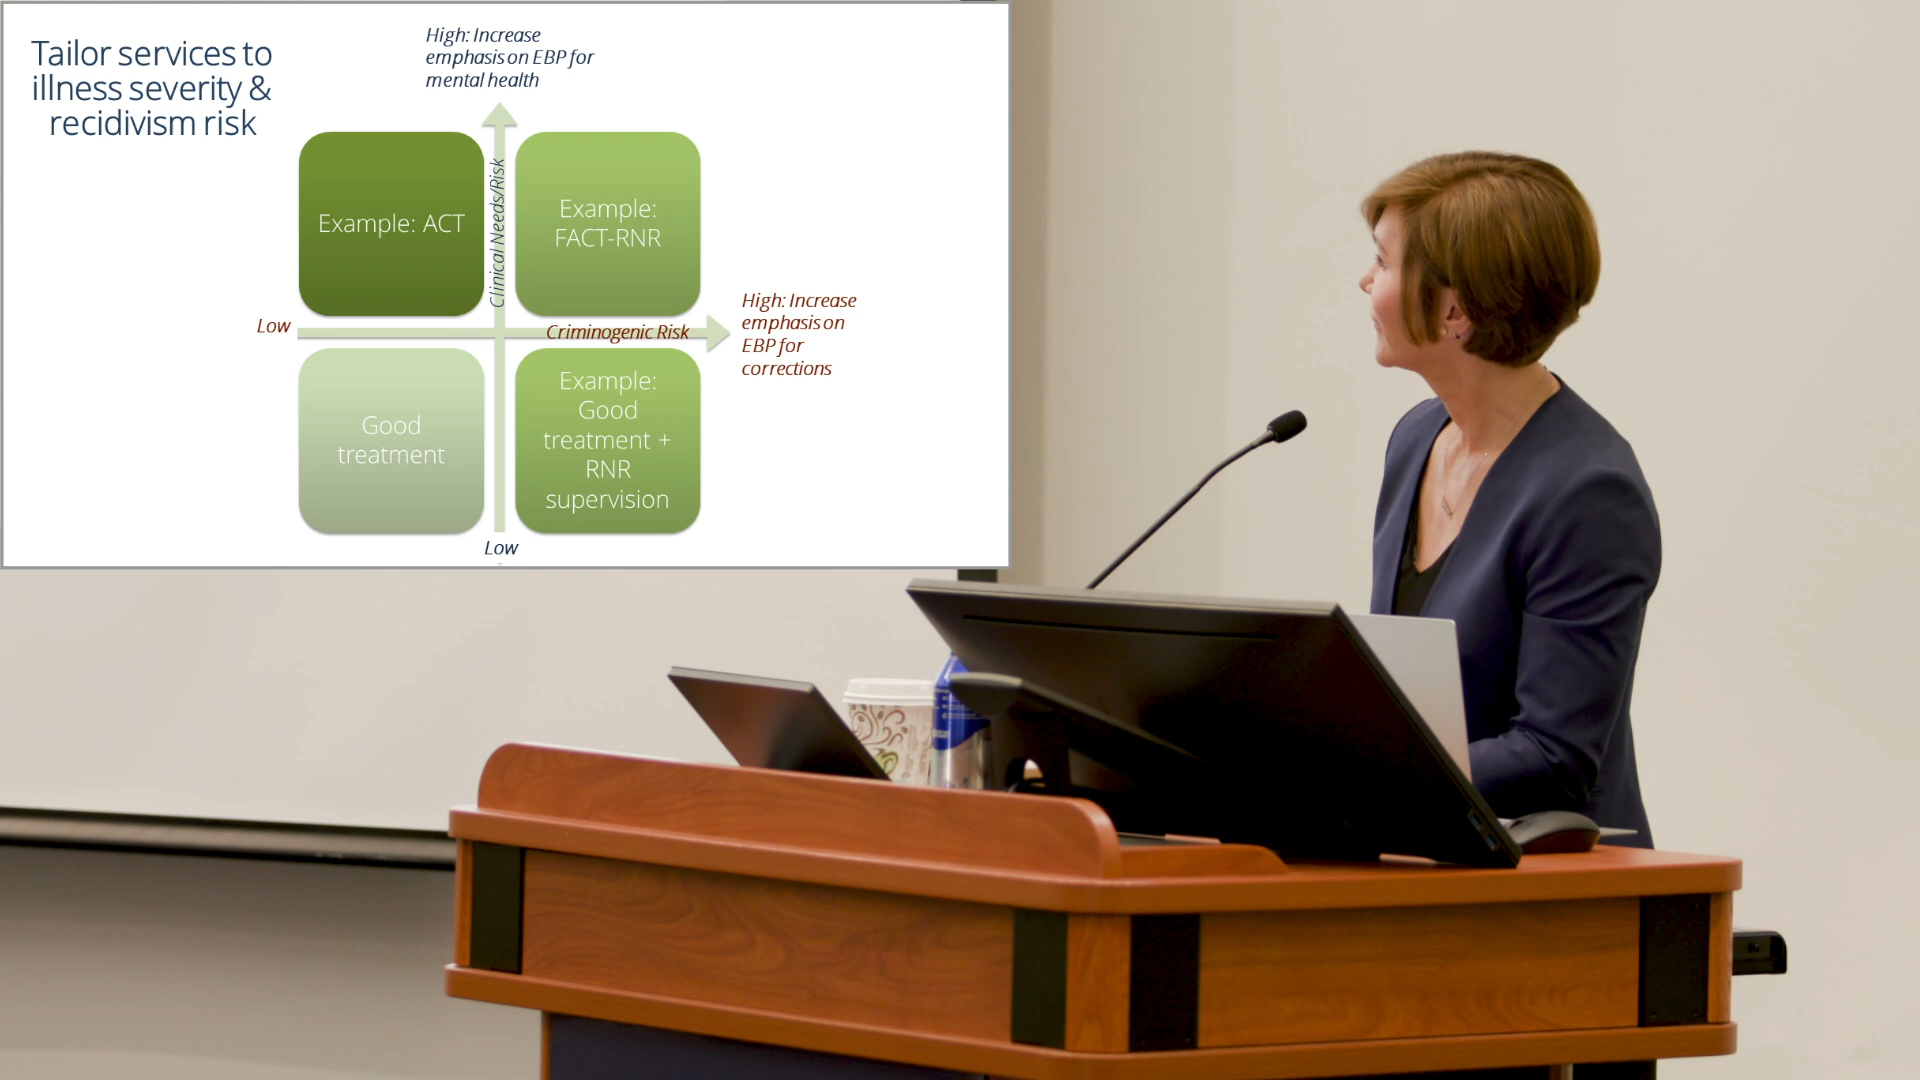 Tailor services to
illness severity &
recidivism risk
High: Increase
emphasis on EBP for
mental health
Example: ACT
Clinical Needs/Risk
Example:
FACT-RNR
Low
Criminogenic Risk
High: Increase
emphasis on
EBP for
corrections
Good
treatment
Example:
Good
treatment +
RNR
supervision
Low